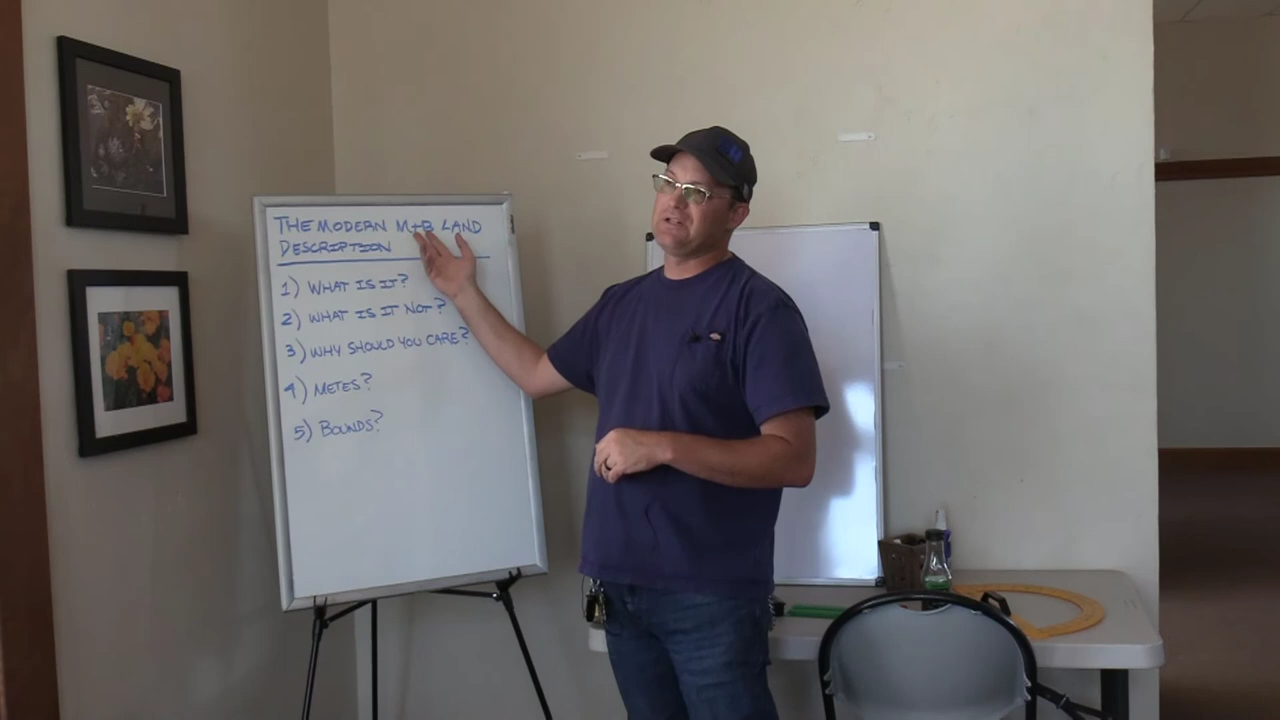 THE MODERN M+B LAND
DESCRIPTION
1) WHAT IS IT?
2) WHAT IS IT NOT?
3) WHY SHOULD YOU CARE?
4) METES?
5) BOUNDS?